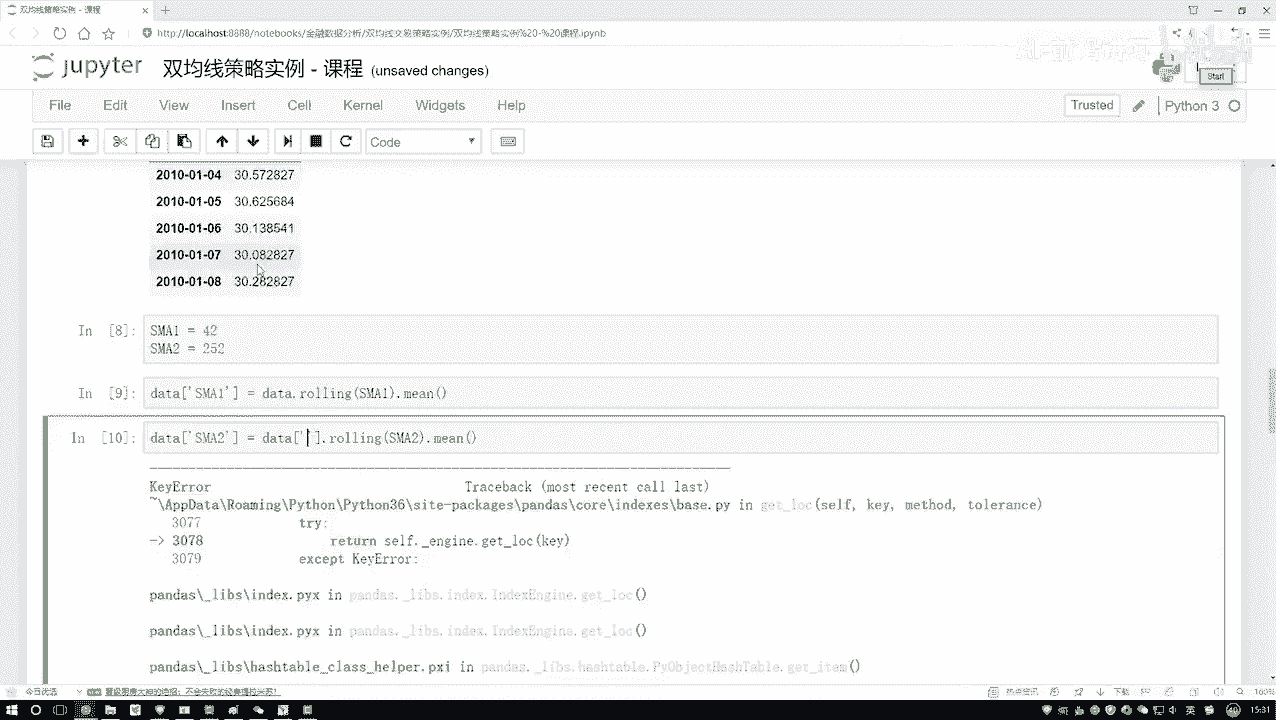 双均线策略实例 - 课程
http://localhost:8888/notebooks/金融数据分析/双均线交易策略实例/双均线策略实例%20-%20课程.ipynb
jupyter 双均线策略实例 - 课程 (unsaved changes)
Start
File Edit View Insert Cell Kernel Widgets Help
Trusted Python 3
Code
2010-01-04 30.572827
2010-01-05 30.625684
2010-01-06 30.138541
2010-01-07 30.082827
2010-01-08 30.282827
In [8]: SMA1 = 42
SMA2 = 252
In [9]: data['SMA1'] = data.rolling(SMA1).mean()
In [10]: data['SMA2'] = data[''].rolling(SMA2).mean()
KeyError Traceback (most recent call last)
~\AppData\Roaming\Python\Python36\site-packages\pandas\core\indexes\base.py in get_loc(self, key, method, tolerance)
3077 try:
-> 3078 return self._engine.get_loc(key)
3079 except KeyError:
pandas\_libs\index.pyx in pandas._libs.index.IndexEngine.get_loc()
pandas\_libs\index.pyx in pandas._libs.index.IndexEngine.get_loc()
pandas\_libs\hashtable_class_helper.pxi in pandas._libs.hashtable.PyObjectHashTable.get_item()
今日优选
下载
100%
英
15:31